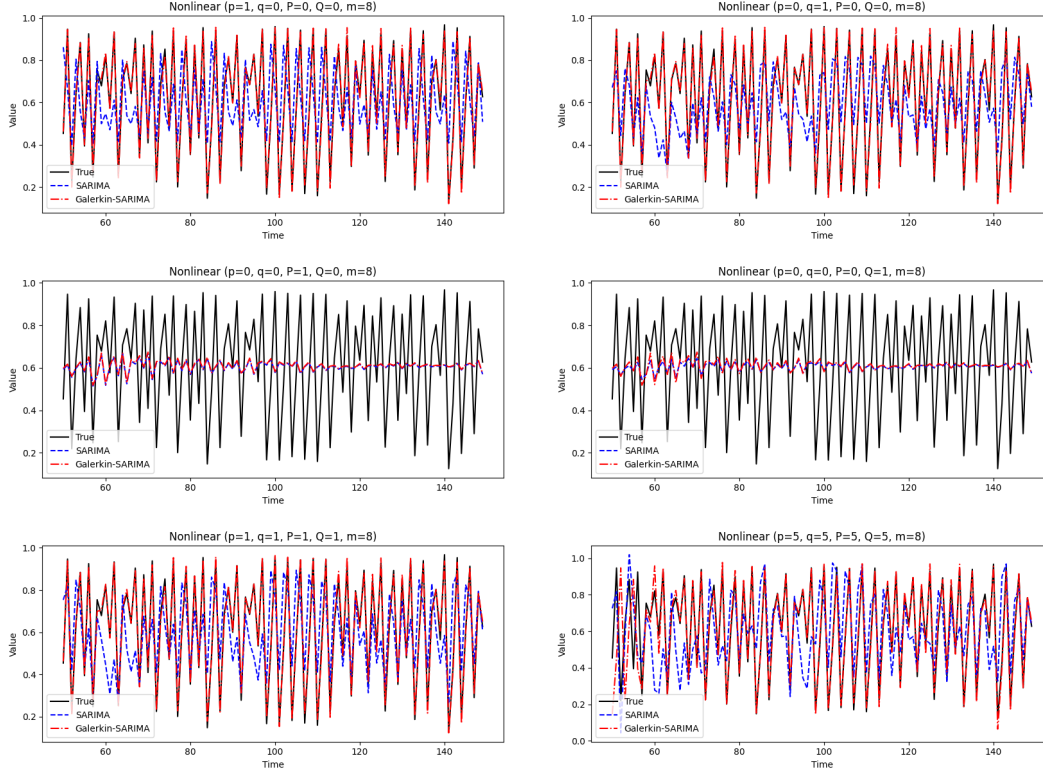 Nonlinear (p=1, q=0, P=0, Q=0, m=8)
Value
1.0
0.8
0.6
0.4
0.2
True
SARIMA
Galerkin-SARIMA
60 80 100 120 140
Time
Nonlinear (p=0, q=1, P=0, Q=0, m=8)
Value
1.0
0.8
0.6
0.4
0.2
True
SARIMA
Galerkin-SARIMA
60 80 100 120 140
Time
Nonlinear (p=0, q=0, P=1, Q=0, m=8)
Value
1.0
0.8
0.6
0.4
0.2
True
SARIMA
Galerkin-SARIMA
60 80 100 120 140
Time
Nonlinear (p=0, q=0, P=0, Q=1, m=8)
Value
1.0
0.8
0.6
0.4
0.2
True
SARIMA
Galerkin-SARIMA
60 80 100 120 140
Time
Nonlinear (p=1, q=1, P=1, Q=1, m=8)
Value
1.0
0.8
0.6
0.4
0.2
True
SARIMA
Galerkin-SARIMA
60 80 100 120 140
Time
Nonlinear (p=5, q=5, P=5, Q=5, m=8)
Value
1.0
0.8
0.6
0.4
0.2
0.0
True
SARIMA
Galerkin-SARIMA
60 80 100 120 140
Time